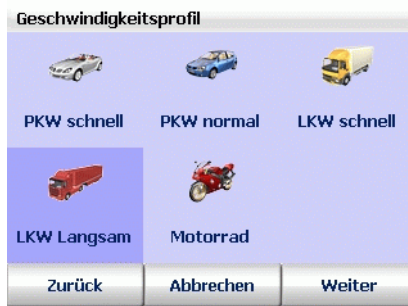 Geschwindigkeitsprofil
PKW schnell PKW normal LKW schnell
LKW Langsam Motorrad
Zurück Abbrechen Weiter